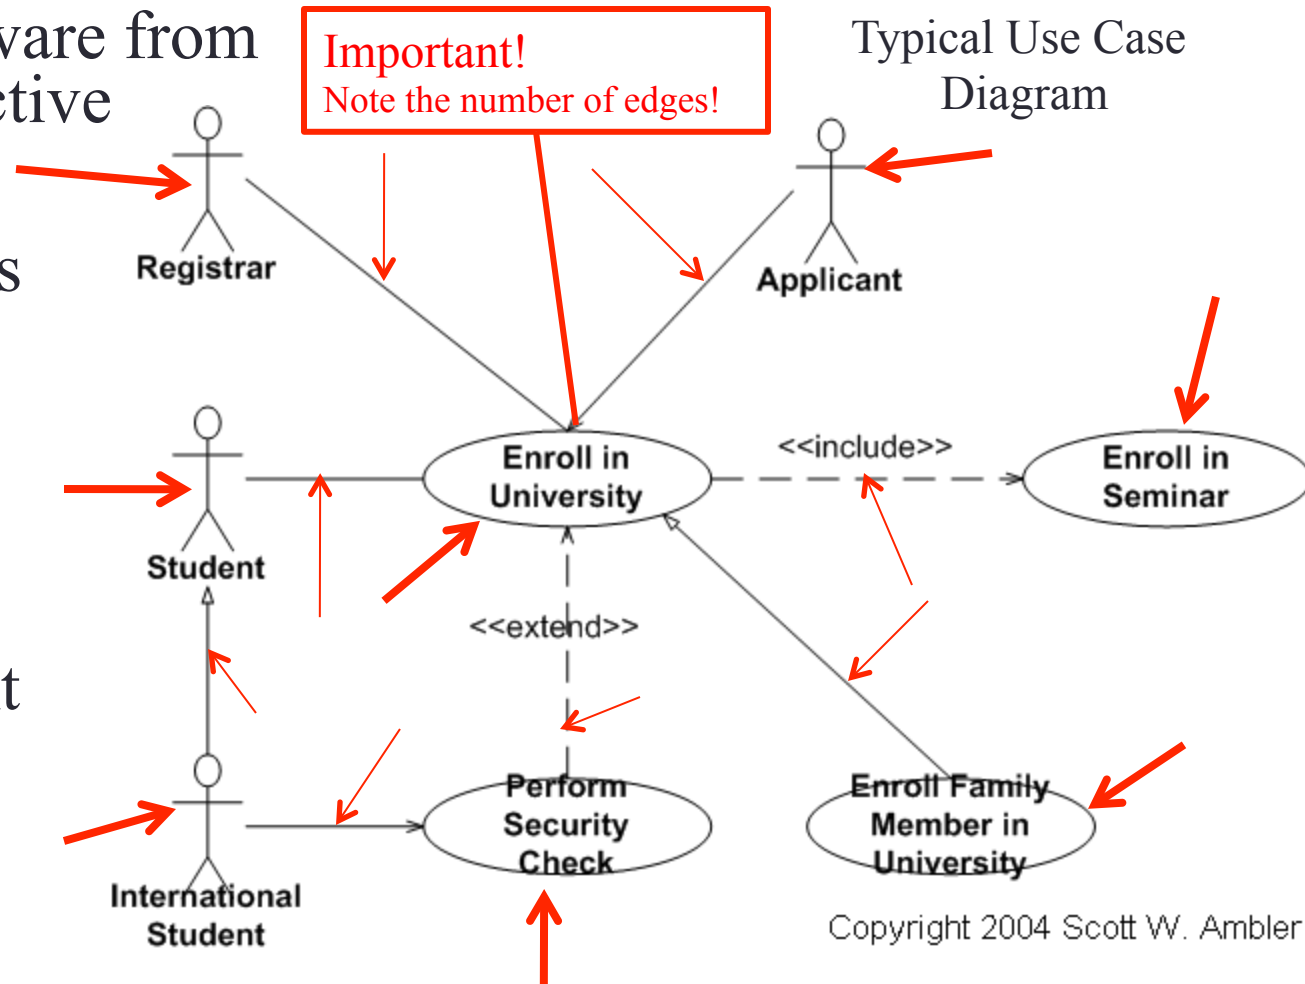 ware from
ctive
Important!
Note the number of edges!
Typical Use Case
Diagram
Registrar
Applicant
s
Enroll in
University
<<include>>
Enroll in
Seminar
Student
<<extend>>
t
Perform
Security
Check
Enroll Family
Member in
University
International
Student
Copyright 2004 Scott W. Ambler